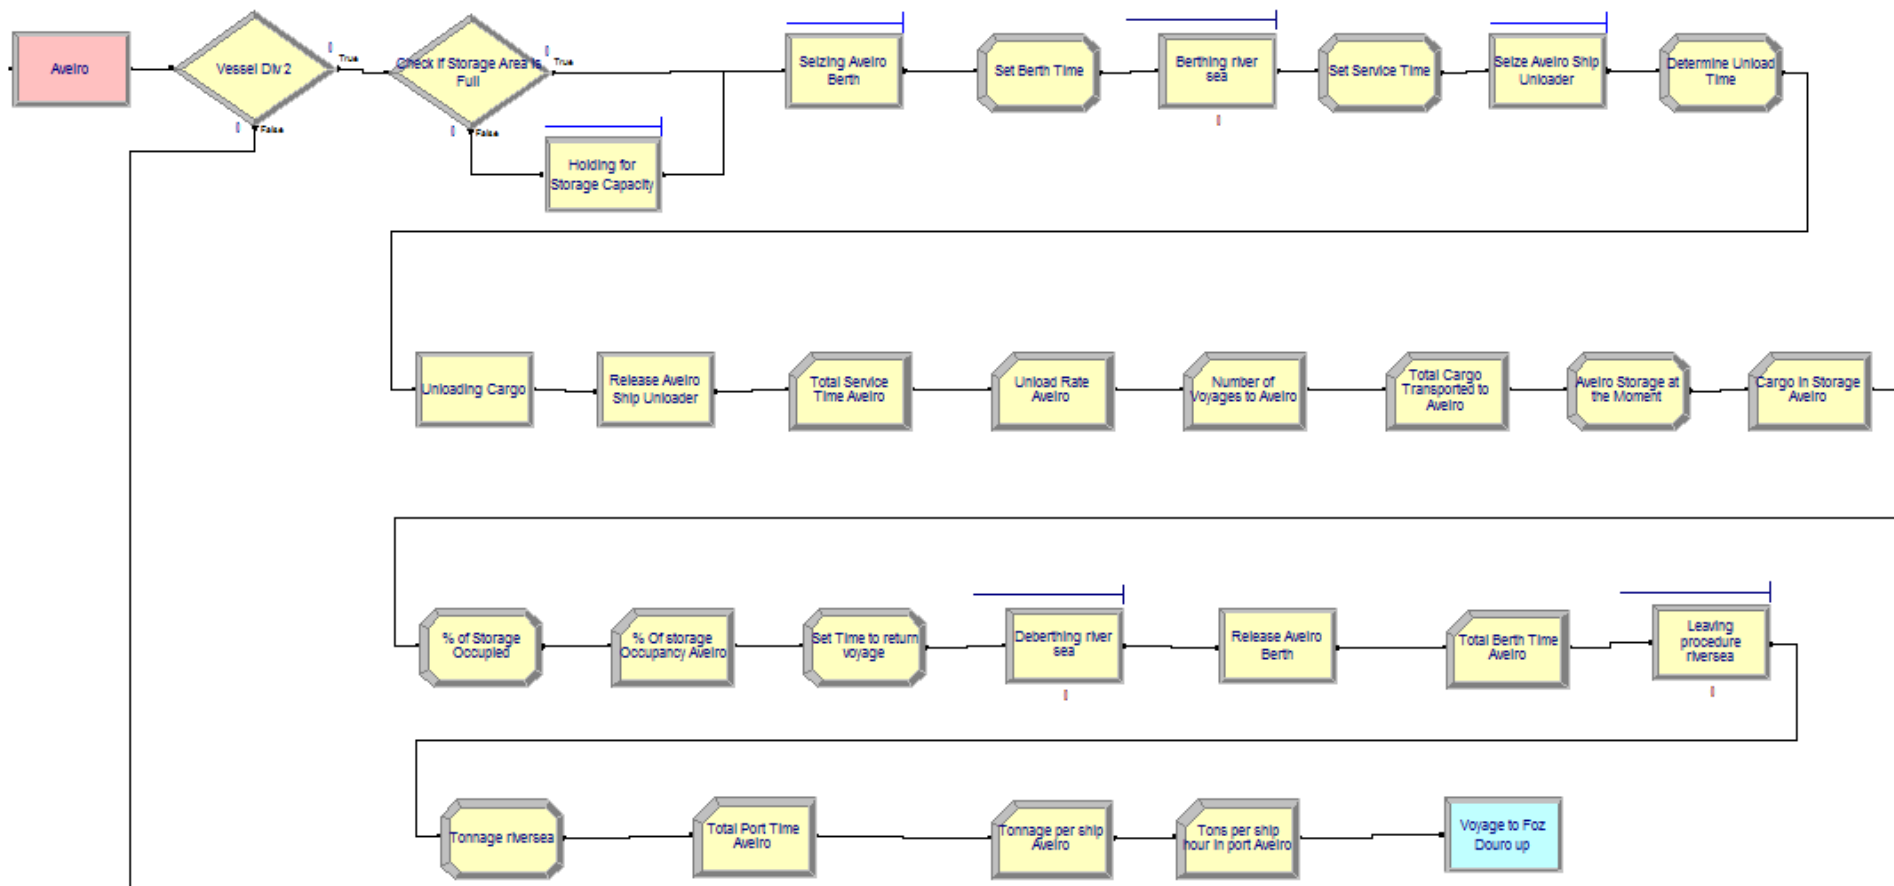 Aveiro
Vessel Div 2
True
False
Check if Storage Area is
Full
True
False
Holding for
Storage Capacity
Seizing Aveiro
Berth
Set Berth Time
Berthing river
sea
Set Service Time
Seize Aveiro Ship
Unloader
Determine Unload
Time
Unloading Cargo
Release Aveiro
Ship Unloader
Total Service
Time Aveiro
Unload Rate
Aveiro
Number of
Voyages to Aveiro
Total Cargo
Transported to
Aveiro
Aveiro Storage at
the Moment
Cargo in Storage
Aveiro
% of Storage
Occupied
% Of storage
Occupancy Aveiro
Set Time to return
voyage
Deberthing river
sea
Release Aveiro
Berth
Total Berth Time
Aveiro
Leaving
procedure
riversea
Tonnage riversea
Total Port Time
Aveiro
Tonnage per ship
Aveiro
Tons per ship
hour in port Aveiro
Voyage to Foz
Douro up